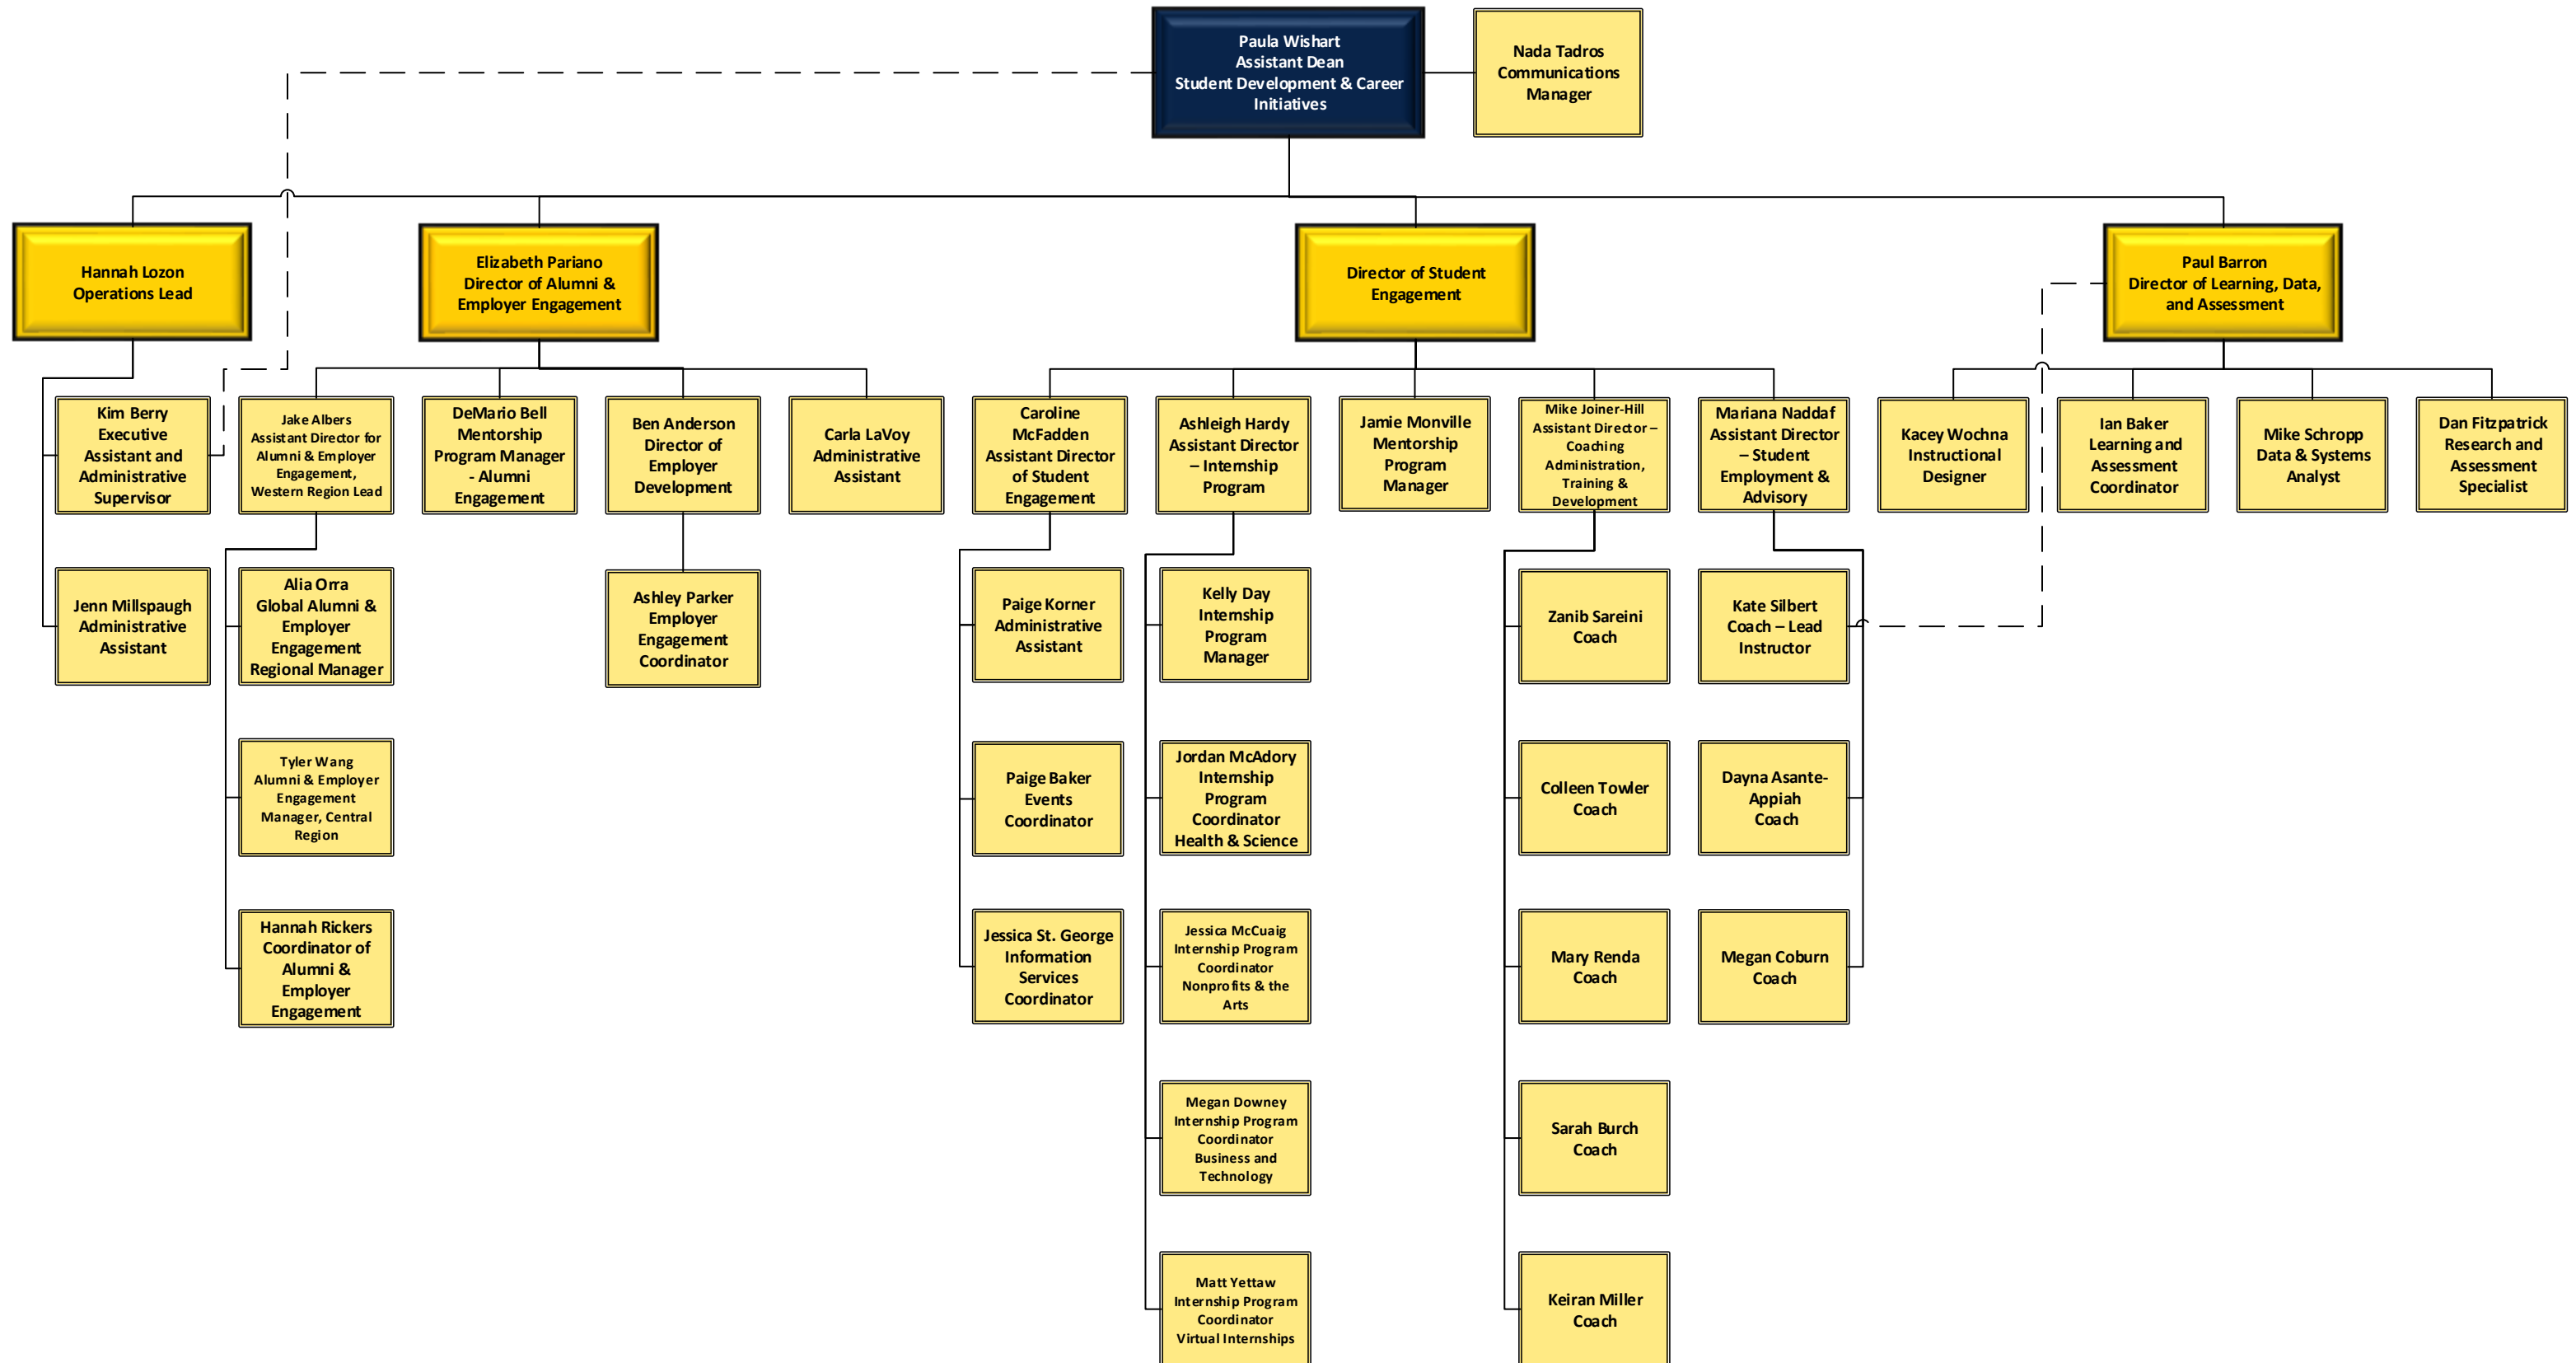 Paula Wishart
Assistant Dean
Student Development & Career
Initiatives
Nada Tadros
Communications
Manager
Hannah Lozon
Operations Lead
Elizabeth Pariano
Director of Alumni &
Employer Engagement
Director of Student
Engagement
Paul Barron
Director of Learning, Data,
and Assessment
Kim Berry
Executive
Assistant and
Administrative
Supervisor
Jake Albers
Assistant Director for
Alumni & Employer
Engagement,
Western Region Lead
DeMario Bell
Mentorship
Program Manager
- Alumni
Engagement
Ben Anderson
Director of
Employer
Development
Carla LaVoy
Administrative
Assistant
Caroline
McFadden
Assistant Director
of Student
Engagement
Ashleigh Hardy
Assistant Director
– Internship
Program
Jamie Monville
Mentorship
Program
Manager
Mike Joiner-Hill
Assistant Director –
Coaching
Administration,
Training &
Development
Mariana Naddaf
Assistant Director
– Student
Employment &
Advisory
Kacey Wochna
Instructional
Designer
Ian Baker
Learning and
Assessment
Coordinator
Mike Schropp
Data & Systems
Analyst
Dan Fitzpatrick
Research and
Assessment
Specialist
Jenn Millspaugh
Administrative
Assistant
Alia Orra
Global Alumni &
Employer
Engagement
Regional Manager
Ashley Parker
Employer
Engagement
Coordinator
Paige Korner
Administrative
Assistant
Kelly Day
Internship
Program
Manager
Zanib Sareini
Coach
Kate Silbert
Coach – Lead
Instructor
Tyler Wang
Alumni & Employer
Engagement
Manager, Central
Region
Paige Baker
Events
Coordinator
Jordan McAdory
Internship
Program
Coordinator
Health & Science
Colleen Towler
Coach
Dayna Asante-
Appiah
Coach
Hannah Rickers
Coordinator of
Alumni &
Employer
Engagement
Jessica St. George
Information
Services
Coordinator
Jessica McCuaig
Internship Program
Coordinator
Nonprofits & the
Arts
Mary Renda
Coach
Megan Coburn
Coach
Megan Downey
Internship Program
Coordinator
Business and
Technology
Sarah Burch
Coach
Matt Yettaw
Internship Program
Coordinator
Virtual Internships
Keiran Miller
Coach